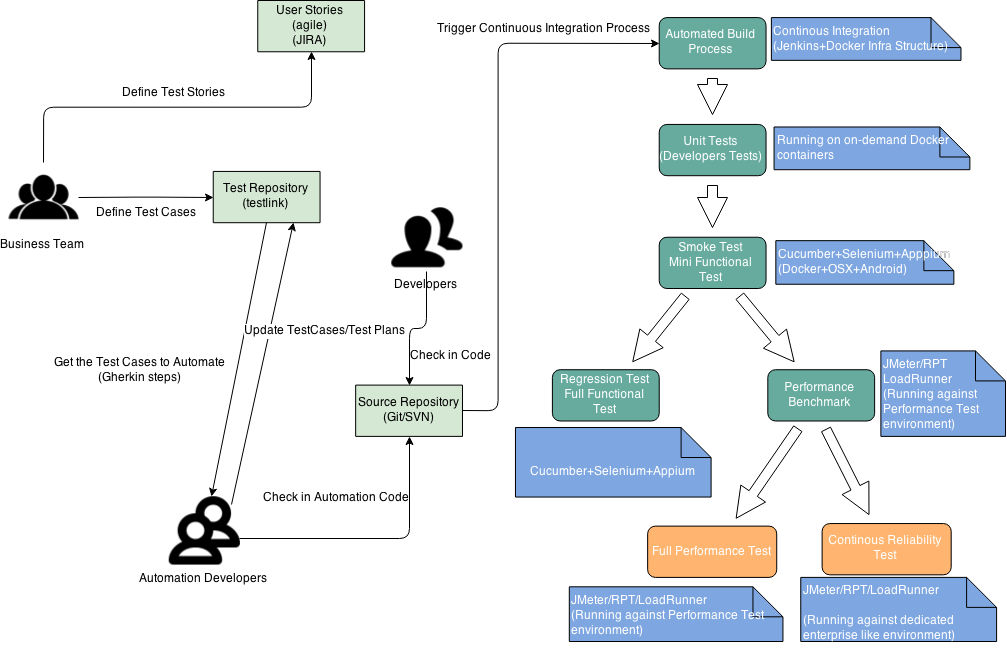 User Stories
(agile)
(JIRA)
Define Test Stories
Business Team
Define Test Cases
Test Repository
(testlink)
Developers
Update TestCases/Test Plans
Get the Test Cases to Automate
(Gherkin steps)
Check in Code
Source Repository
(Git/SVN)
Check in Automation Code
Automation Developers
Trigger Continuous Integration Process
Automated Build
Process
Continous Integration
(Jenkins+Docker Infra Structure)
Unit Tests
(Developers Tests)
Running on on-demand Docker
containers
Smoke Test
Mini Functional
Test
Cucumber+Selenium+Apppium
(Docker+OSX+Android)
Regression Test
Full Functional
Test
Cucumber+Selenium+Appium
Performance
Benchmark
JMeter/RPT
LoadRunner
(Running against
Performance Test
environment)
Full Performance Test
JMeter/RPT/LoadRunner
(Running against Performance Test
environment)
Continous Reliability
Test
JMeter/RPT/LoadRunner
(Running against dedicated
enterprise like environment)